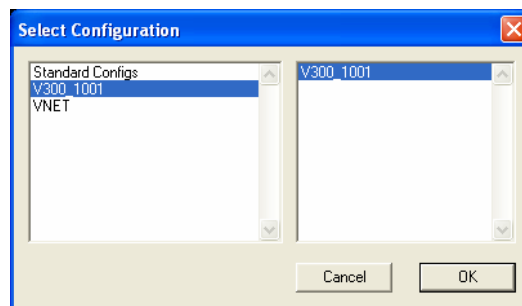 Select Configuration
Standard Configs
V300_1001
VNET
V300_1001
Cancel
OK